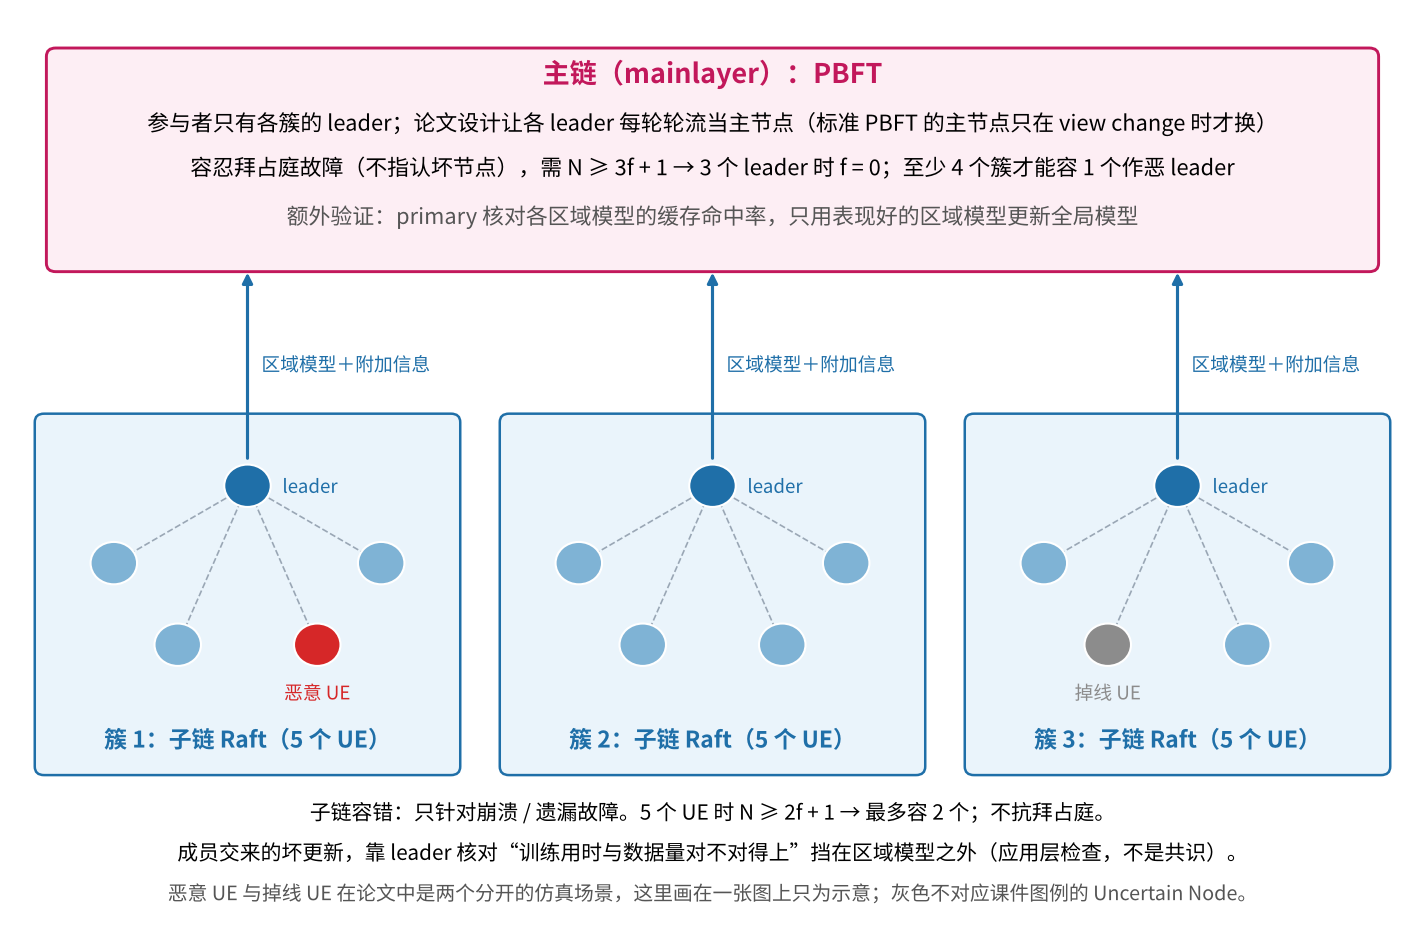 主链（mainlayer）：PBFT
参与者只有各簇的 leader；论文设计让各 leader 每轮轮流当主节点（标准 PBFT 的主节点只在 view change 时才换）
容忍拜占庭故障（不指认坏节点），需 N ⩾ 3f + 1 → 3 个 leader 时 f = 0；至少 4 个簇才能容 1 个作恶 leader
额外验证：primary 核对各区域模型的缓存命中率，只用表现好的区域模型更新全局模型
区域模型＋附加信息
区域模型＋附加信息
区域模型＋附加信息
leader
leader
leader
恶意 UE
掉线 UE
簇 1：子链 Raft（5 个 UE）
簇 2：子链 Raft（5 个 UE）
簇 3：子链 Raft（5 个 UE）
子链容错：只针对崩溃 / 遗漏故障。5 个 UE 时 N ⩾ 2f + 1 → 最多容 2 个；不抗拜占庭。
成员交来的坏更新，靠 leader 核对“训练用时与数据量对不对得上”挡在区域模型之外（应用层检查，不是共识）。
恶意 UE 与掉线 UE 在论文中是两个分开的仿真场景，这里画在一张图上只为示意；灰色不对应课件图例的 Uncertain Node。